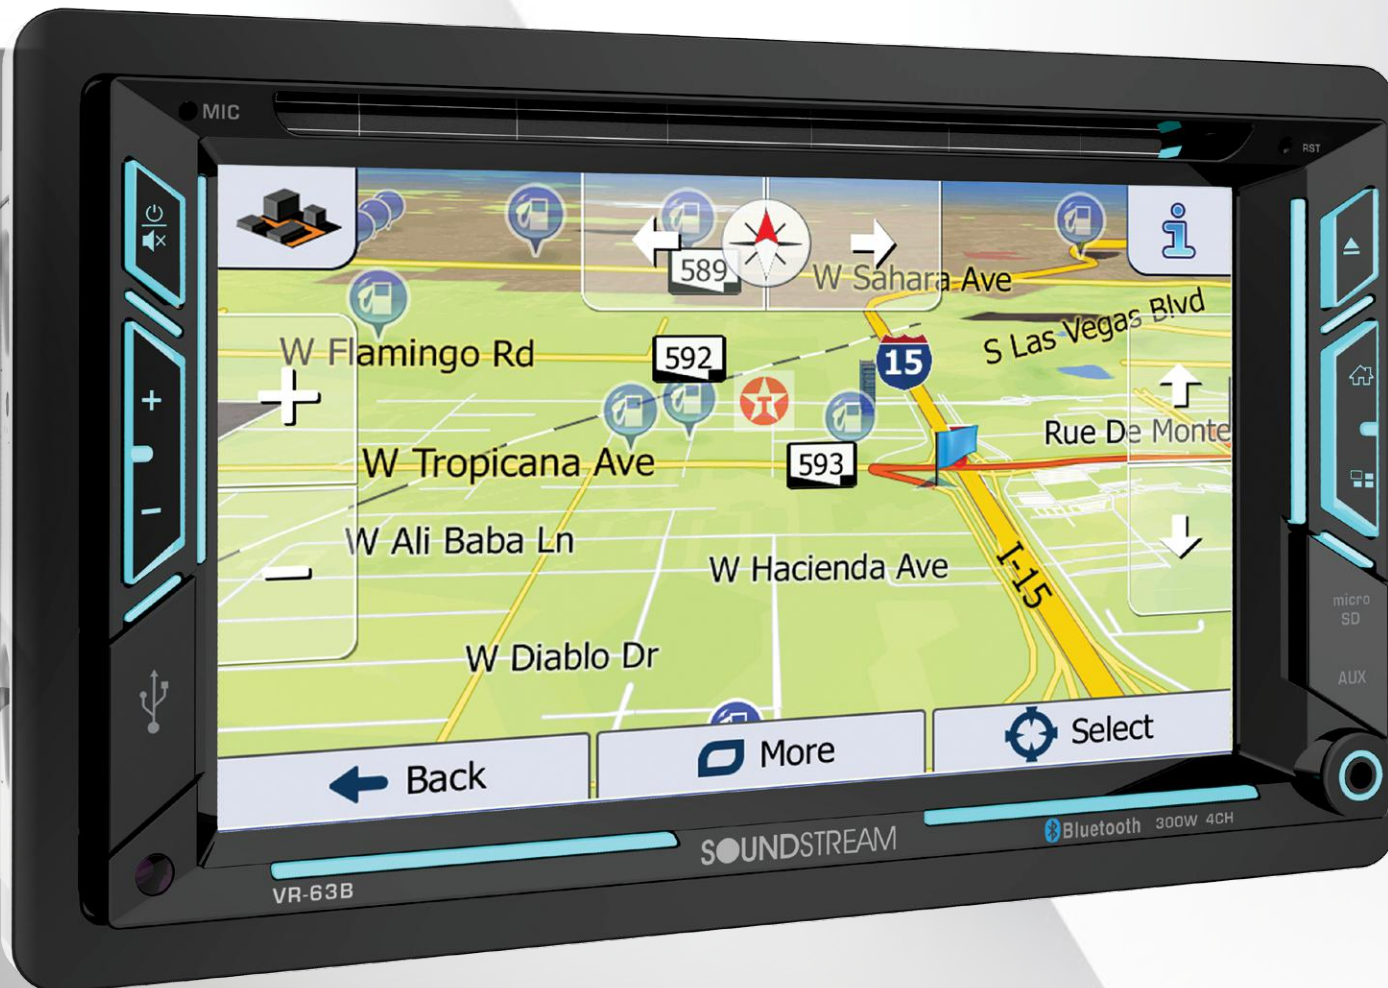 MIC
RST
589
W Sahara Ave
S Las Vegas Blvd
W Flamingo Rd
592
15
Rue De Monte
W Tropicana Ave
593
W Ali Baba Ln
W Hacienda Ave
I-15
W Diablo Dr
micro
SD
AUX
Back
More
Select
SOUNDSTREAM
Bluetooth 300W 4CH
VR-63B